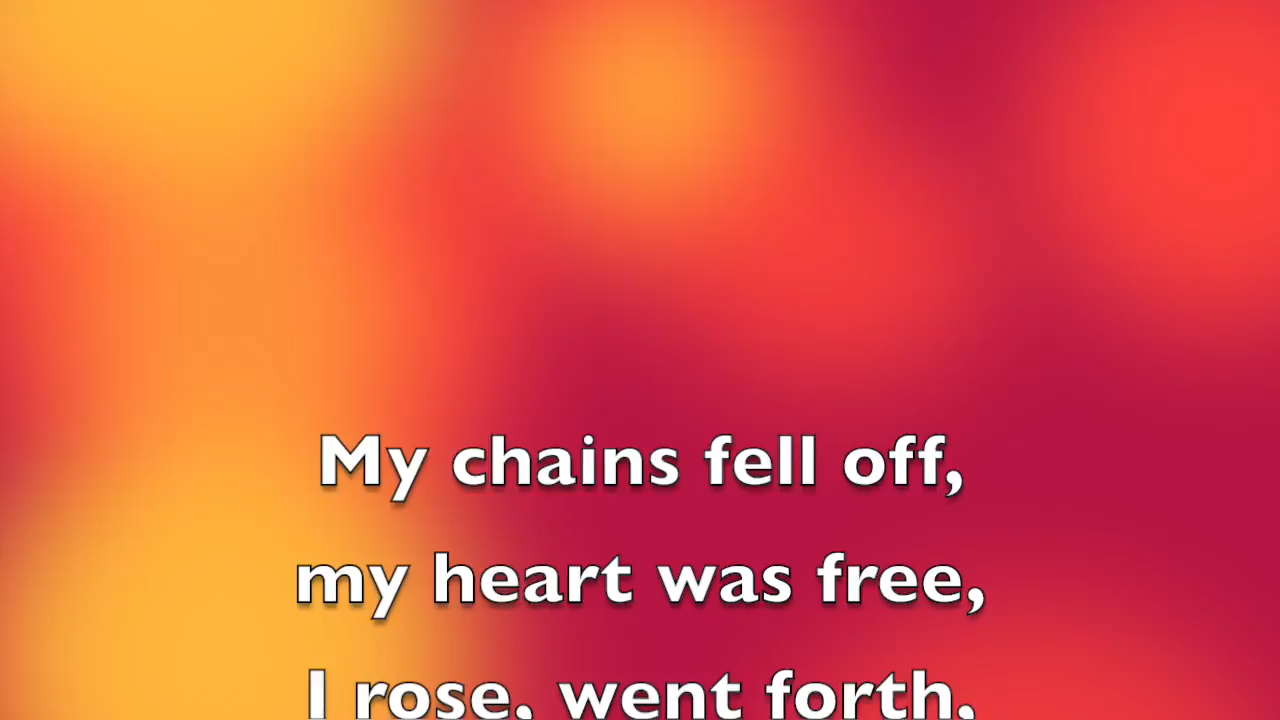 My chains fell off,
my heart was free,
I rose, went forth,